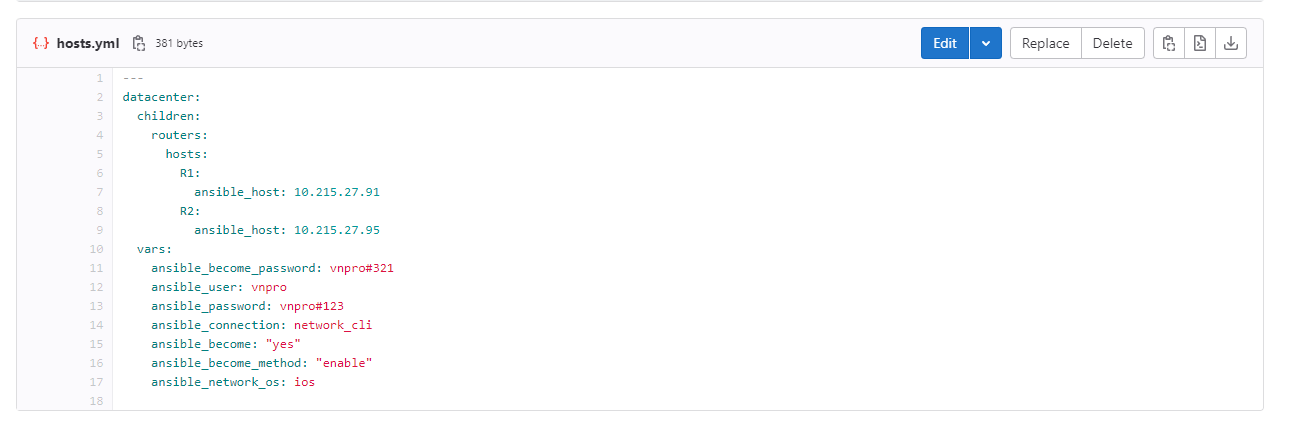 {..} hosts.yml 381 bytes Edit Replace Delete
1 ---
2 datacenter:
3   children:
4     routers:
5       hosts:
6         R1:
7           ansible_host: 10.215.27.91
8         R2:
9           ansible_host: 10.215.27.95
10   vars:
11     ansible_become_password: vnpro#321
12     ansible_user: vnpro
13     ansible_password: vnpro#123
14     ansible_connection: network_cli
15     ansible_become: "yes"
16     ansible_become_method: "enable"
17     ansible_network_os: ios
18